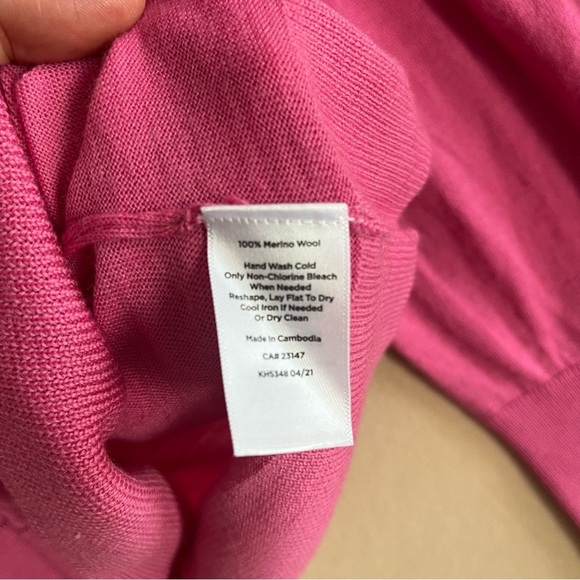 100% Merino Wool
Hand Wash Cold
Only Non-Chlorine Bleach
When Needed
Reshape, Lay Flat To Dry
Cool Iron If Needed
Or Dry Clean
Made In Cambodia
CA# 23147
KH5348 04/21